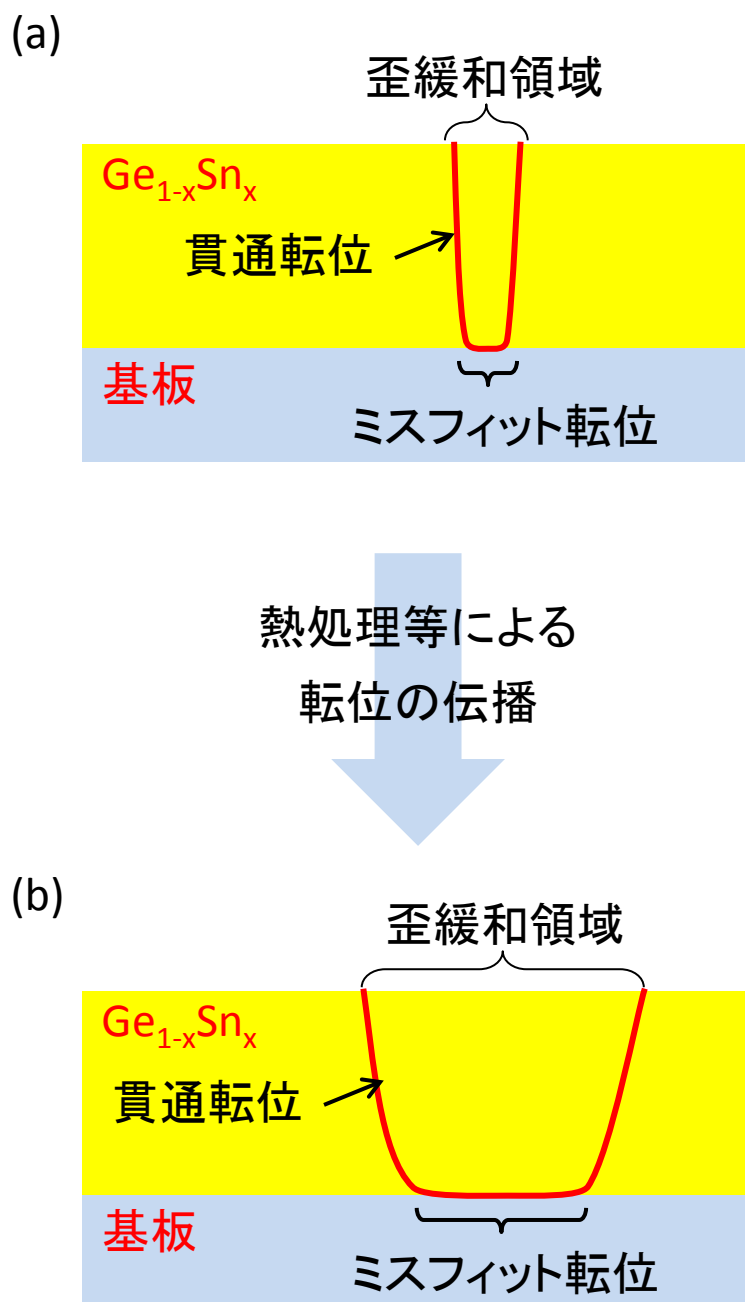 (a)
歪緩和領域
Ge1-xSnx
貫通転位
基板
ミスフィット転位
熱処理等による
転位の伝播
(b)
歪緩和領域
Ge1-xSnx
貫通転位
基板
ミスフィット転位